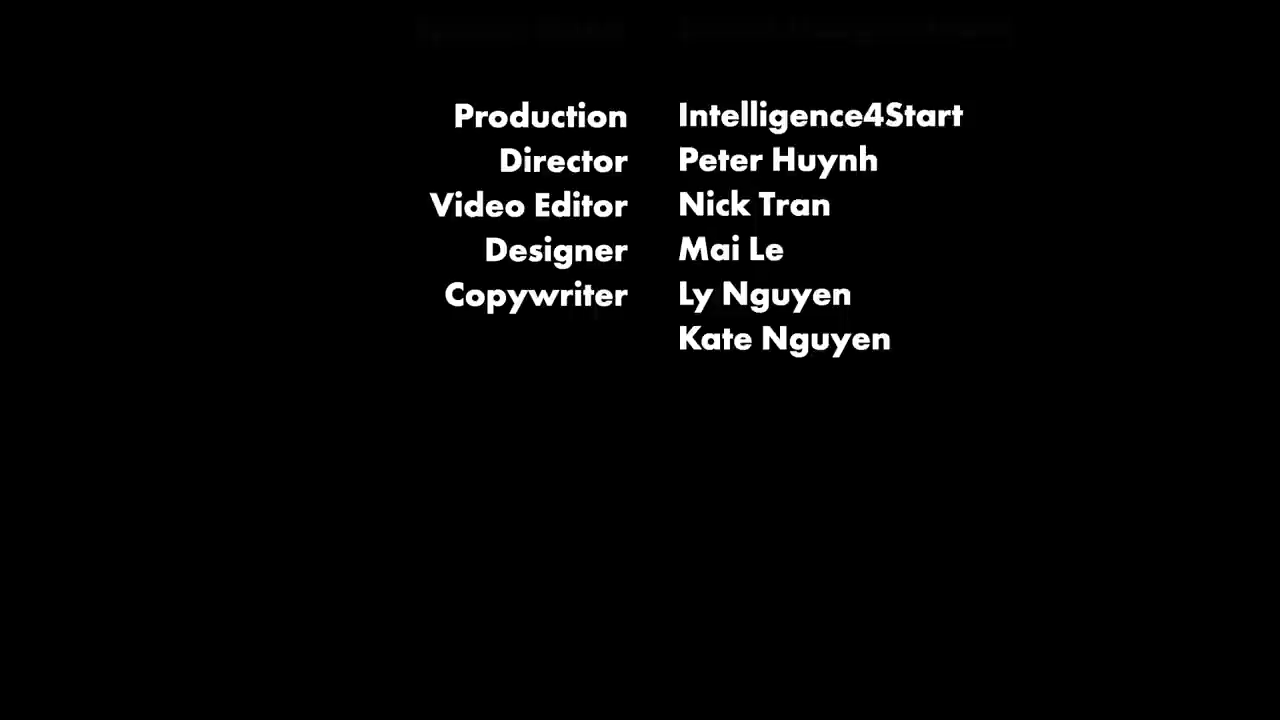 Production Intelligence4Start
Director Peter Huynh
Video Editor Nick Tran
Designer Mai Le
Copywriter Ly Nguyen
Kate Nguyen